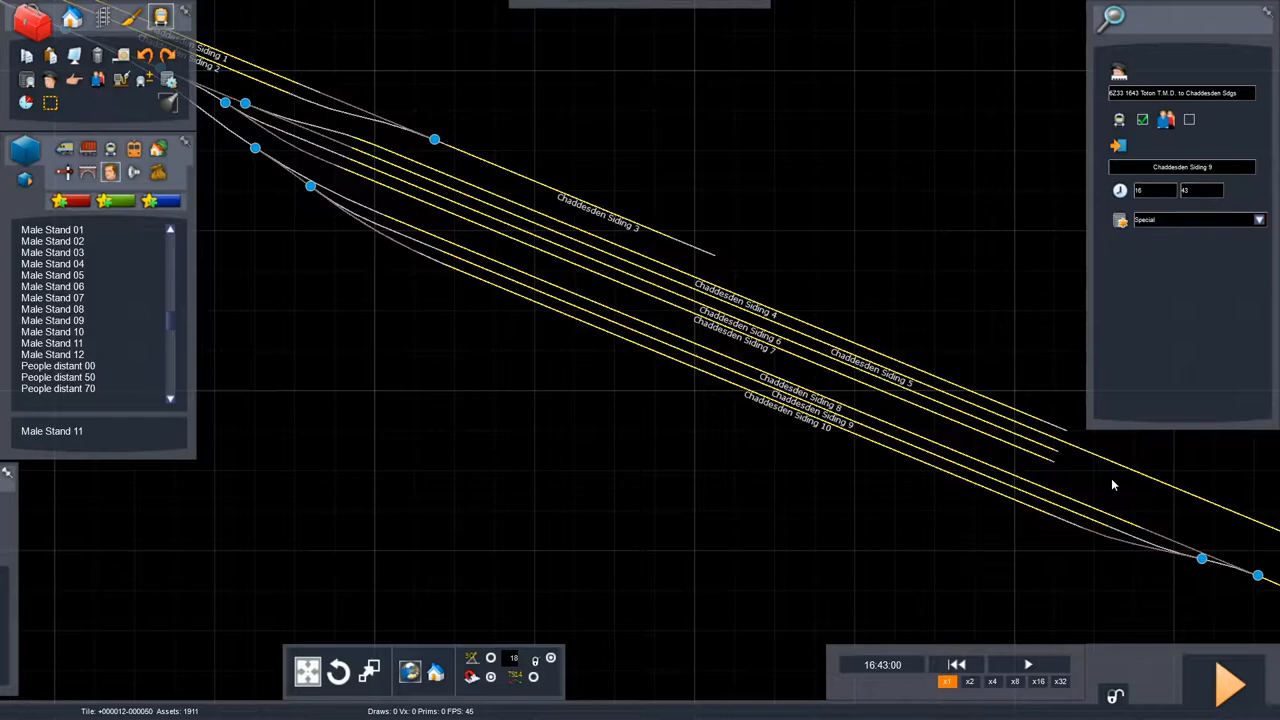 Chaddesden Siding 1
Siding 2
Chaddesden Siding 3
Chaddesden Siding 4
Chaddesden Siding 6
Chaddesden Siding 7
Chaddesden Siding 5
Chaddesden Siding 8
Chaddesden Siding 9
Chaddesden Siding 10
Male Stand 01
Male Stand 02
Male Stand 03
Male Stand 04
Male Stand 05
Male Stand 06
Male Stand 07
Male Stand 08
Male Stand 09
Male Stand 10
Male Stand 11
Male Stand 12
People distant 00
People distant 50
People distant 70
Male Stand 11
6Z33 1643 Toton T.M.D. to Chaddesden Sdgs
Chaddesden Siding 9
16 43
Special
18
16:43:00
x1 x2 x4 x8 x16 x32
Tile: +000012-000050 Assets: 1911
Draws: 0 Vx: 0 Prims: 0 FPS: 45